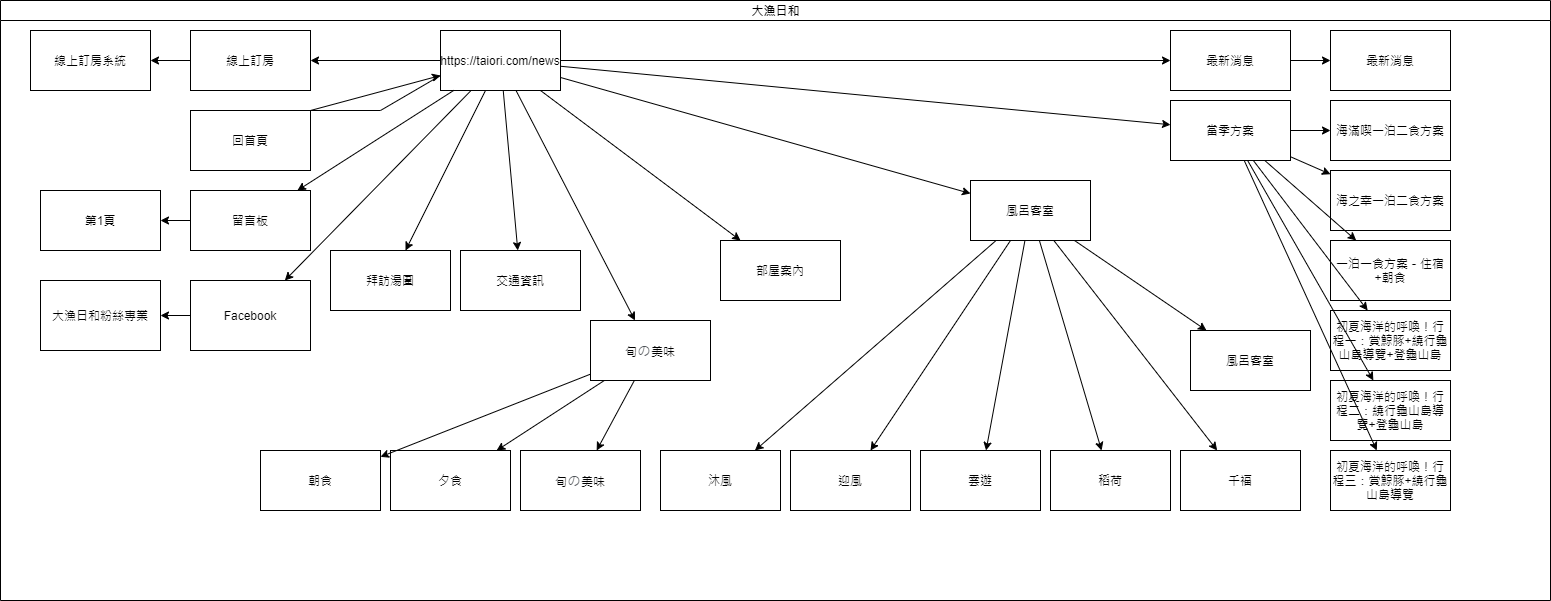 大漁日和
線上訂房系統
線上訂房
https://taiori.com/news
最新消息
最新消息
回首頁
當季方案
海滿喫一泊二食方案
海之幸一泊二食方案
第1頁
留言板
風呂客室
拜訪湯圍
交通資訊
部屋案內
一泊一食方案 - 住宿
+朝食
大漁日和粉絲專業
Facebook
初夏海洋的呼喚！行
程一：賞鯨豚+繞行龜
山島導覽+登龜山島
旬の美味
風呂客室
初夏海洋的呼喚！行
程二：繞行龜山島導
覽+登龜山島
朝食
夕食
旬の美味
沐風
迎風
雲遊
稻荷
千福
初夏海洋的呼喚！行
程三：賞鯨豚+繞行龜
山島導覽